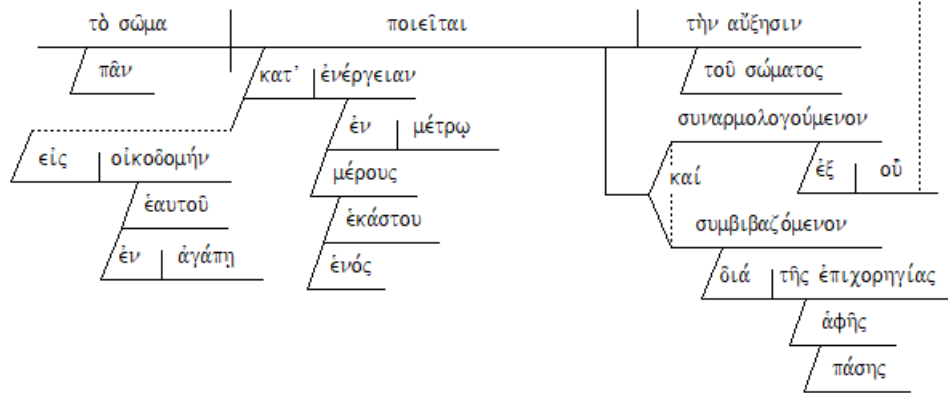 τὸ σῶμα ποιεῖται τὴν αὔξησιν
πᾶν κατ᾽ ἐνέργειαν τοῦ σώματος
ἐν μέτρῳ συναρμολογούμενον
εἰς οἰκοδομήν μέρους καί ἐξ οὗ
ἑαυτοῦ ἑκάστου συμβιβαζόμενον
ἐν ἀγάπῃ ἑνός διά τῆς ἐπιχορηγίας
ἁφῆς
πάσης